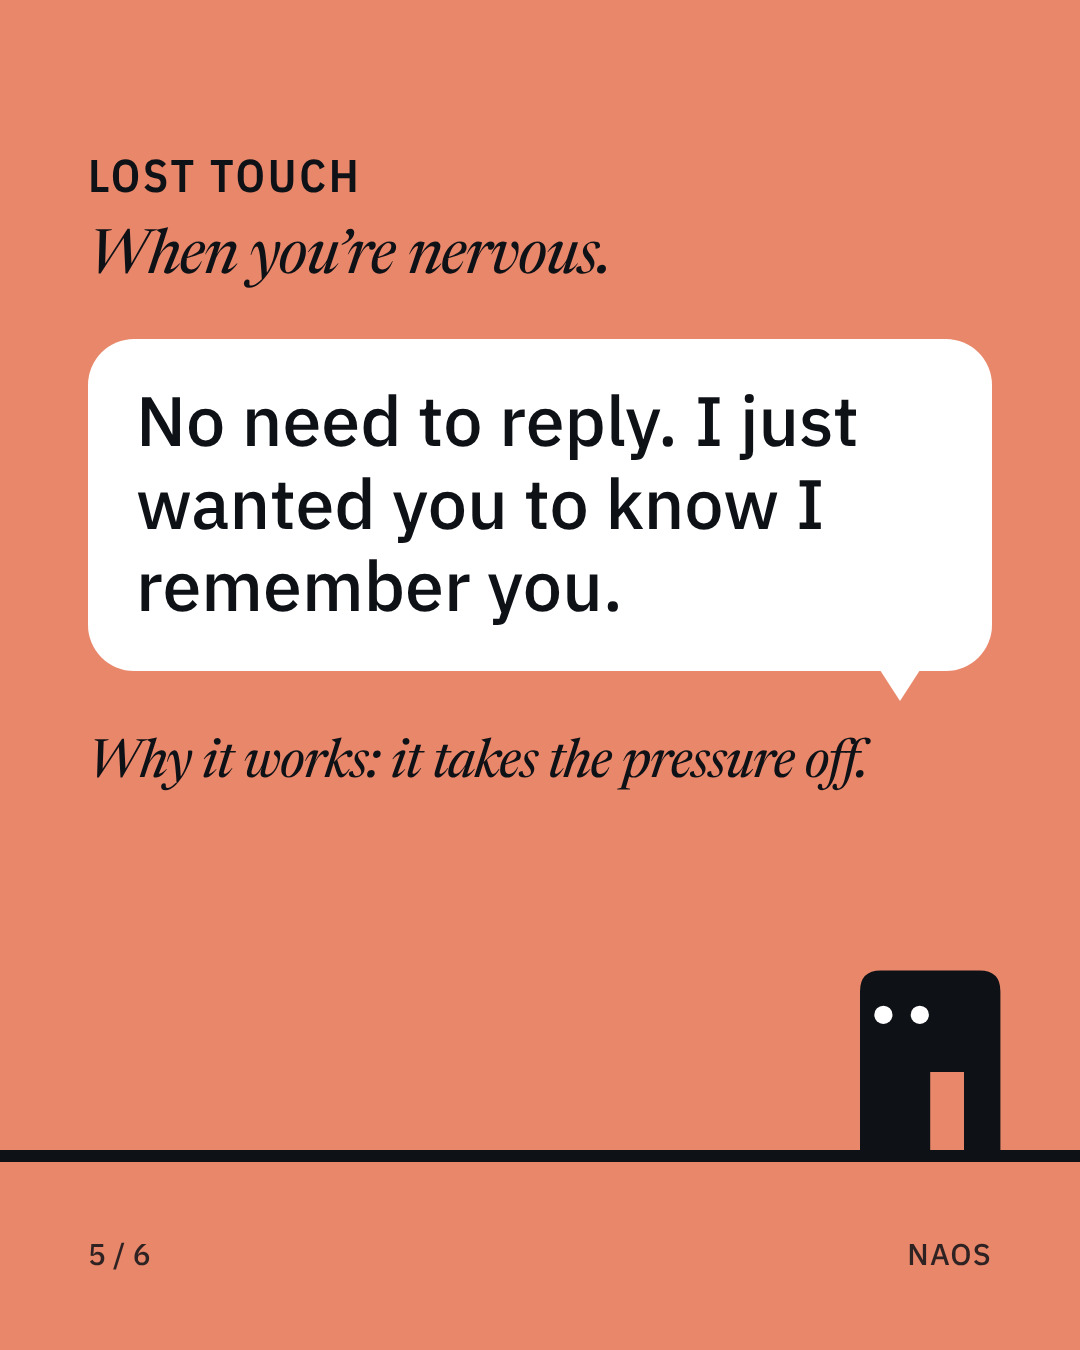 LOST TOUCH
When you’re nervous.
No need to reply. I just
wanted you to know I
remember you.
Why it works: it takes the pressure off.
5 / 6
NAOS